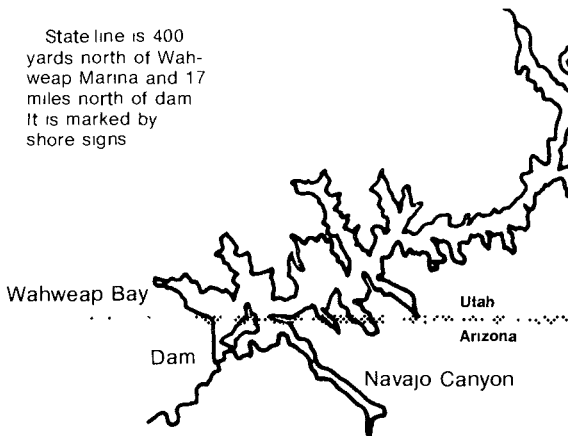 State line is 400
yards north of Wah-
weap Marina and 17
miles north of dam
It is marked by
shore signs
Wahweap Bay
Utah
Arizona
Dam
Navajo Canyon